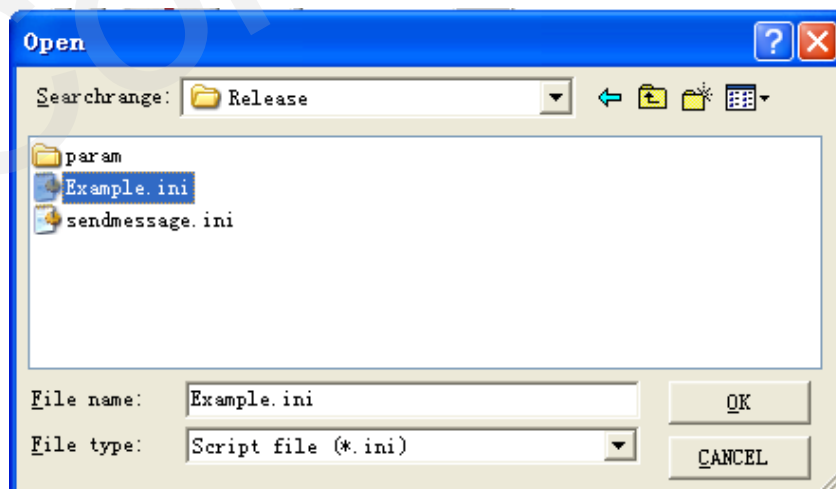 Open
Searchrange: Release
param
Example.ini
sendmessage.ini
File name: Example.ini
OK
File type: Script file (*.ini)
CANCEL